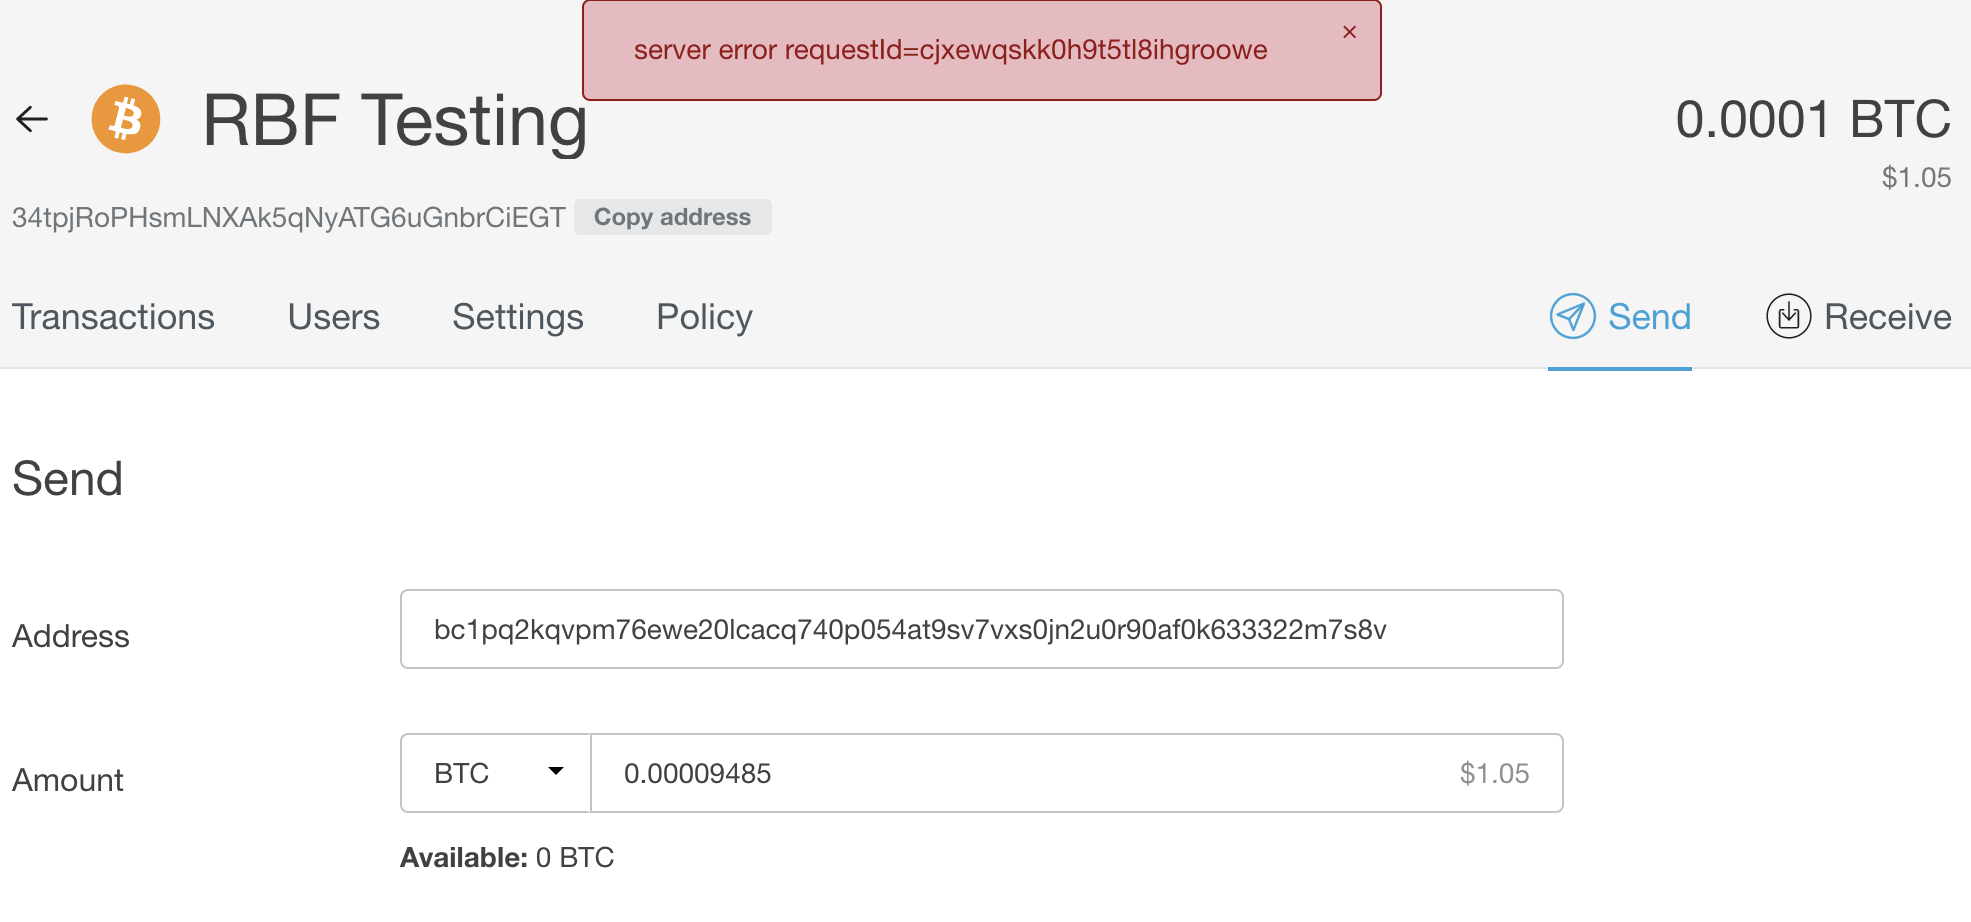 server error requestId=cjxewqskk0h9t5tl8ihgroowe
×
RBF Testing
0.0001 BTC
$1.05
34tpjRoPHsmLNXAk5qNyATG6uGnbrCiEGT Copy address
Transactions Users Settings Policy Send Receive
Send
Address bc1pq2kqvpm76ewe20lcacq740p054at9sv7vxs0jn2u0r90af0k633322m7s8v
Amount BTC 0.00009485 $1.05
Available: 0 BTC